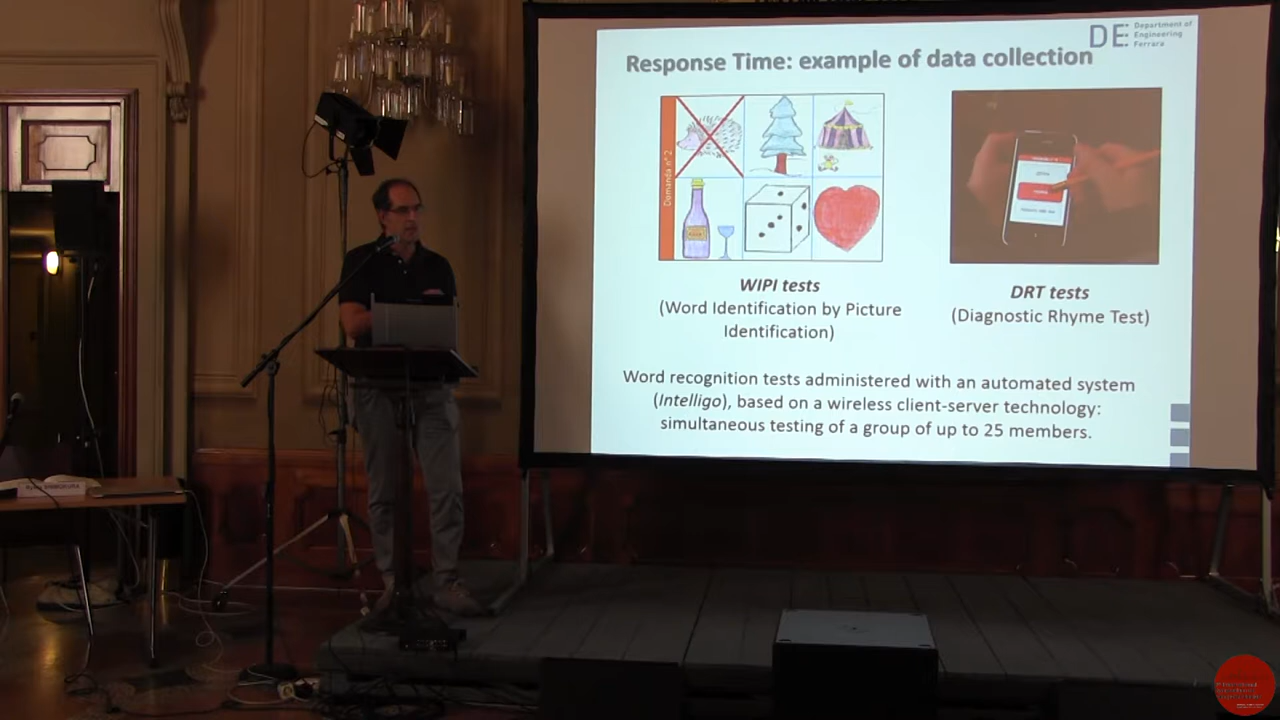 DE:
Department of
Engineering
Ferrara
Response Time: example of data collection
Domanda n° 2
WIPI tests
(Word Identification by Picture
Identification)
DRT tests
(Diagnostic Rhyme Test)
Word recognition tests administered with an automated system
(Intelligo), based on a wireless client-server technology:
simultaneous testing of a group of up to 25 members.